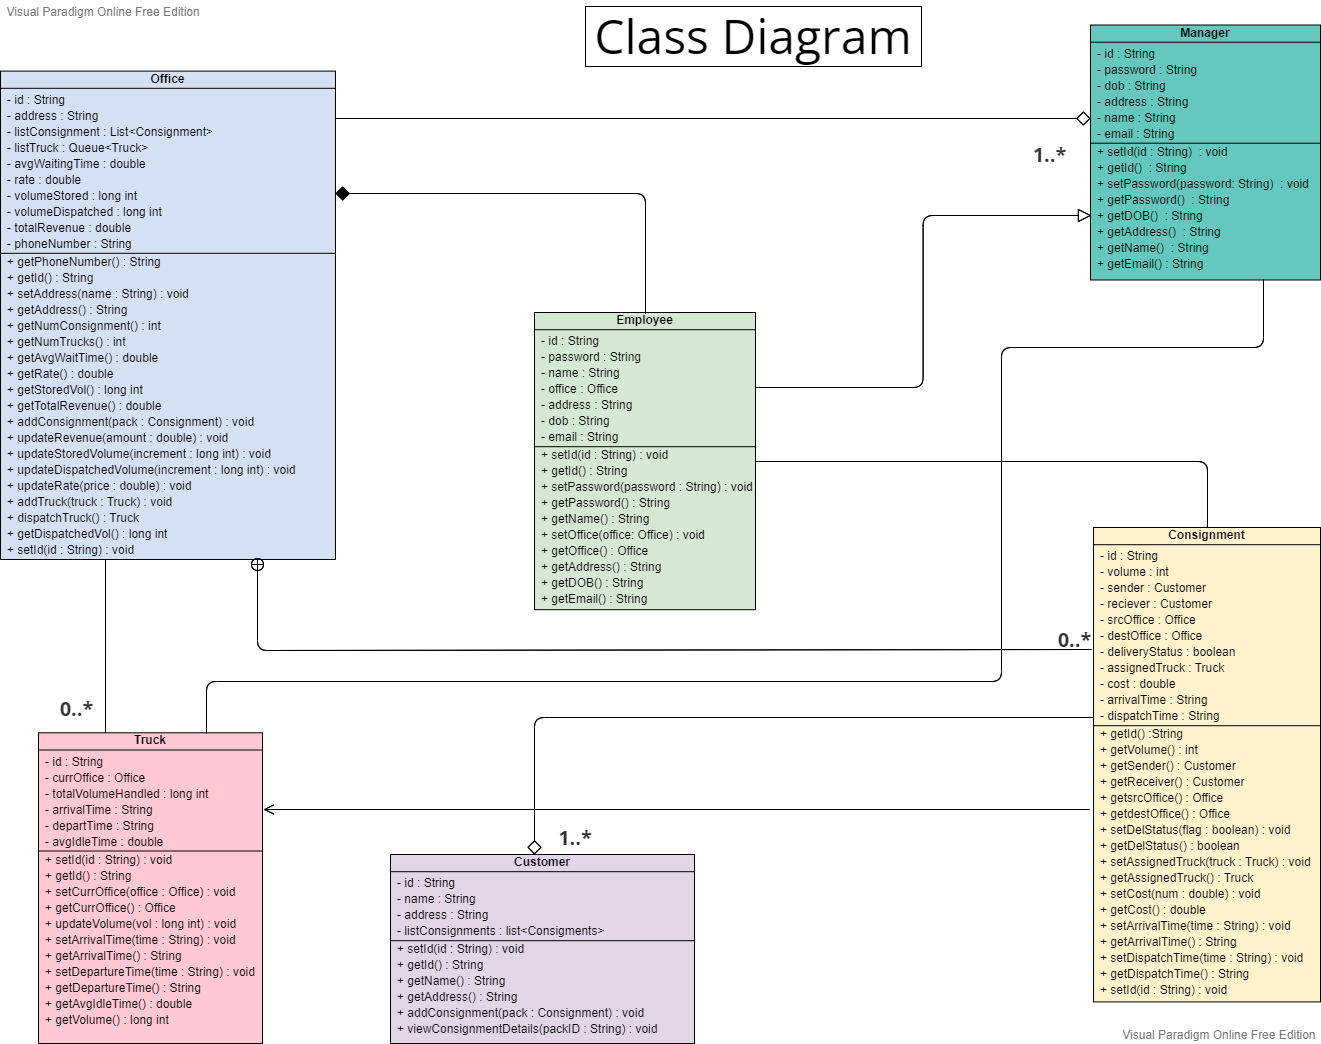 Visual Paradigm Online Free Edition
Class Diagram
Manager
- id : String
- password : String
- dob : String
- address : String
- name : String
- email : String
+ setId(id : String)  : void
+ getId()  : String
+ setPassword(password: String)  : void
+ getPassword()  : String
+ getDOB()  : String
+ getAddress()  : String
+ getName()  : String
+ getEmail() : String
1..*
Office
- id : String
- address : String
- listConsignment : List<Consignment>
- listTruck : Queue<Truck>
- avgWaitingTime : double
- rate : double
- volumeStored : long int
- volumeDispatched : long int
- totalRevenue : double
- phoneNumber : String
+ getPhoneNumber() : String
+ getId() : String
+ setAddress(name : String) : void
+ getAddress() : String
+ getNumConsignment() : int
+ getNumTrucks() : int
+ getAvgWaitTime() : double
+ getRate() : double
+ getStoredVol() : long int
+ getTotalRevenue() : double
+ addConsignment(pack : Consignment) : void
+ updateRevenue(amount : double) : void
+ updateStoredVolume(increment : long int) : void
+ updateDispatchedVolume(increment : long int) : void
+ updateRate(price : double) : void
+ addTruck(truck : Truck) : void
+ dispatchTruck() : Truck
+ getDispatchedVol() : long int
+ setId(id : String) : void
Employee
- id : String
- password : String
- name : String
- office : Office
- address : String
- dob : String
- email : String
+ setId(id : String) : void
+ getId() : String
+ setPassword(password : String) : void
+ getPassword() : String
+ getName() : String
+ setOffice(office: Office) : void
+ getOffice() : Office
+ getAddress() : String
+ getDOB() : String
+ getEmail() : String
Consignment
- id : String
- volume : int
- sender : Customer
- reciever : Customer
- srcOffice : Office
- destOffice : Office
- deliveryStatus : boolean
- assignedTruck : Truck
- cost : double
- arrivalTime : String
- dispatchTime : String
+ getId() :String
+ getVolume() : int
+ getSender() : Customer
+ getReceiver() : Customer
+ getsrcOffice() : Office
+ getdestOffice() : Office
+ setDelStatus(flag : boolean) : void
+ getDelStatus() : boolean
+ setAssignedTruck(truck : Truck) : void
+ getAssignedTruck() : Truck
+ setCost(num : double) : void
+ getCost() : double
+ setArrivalTime(time : String) : void
+ getArrivalTime() : String
+ setDispatchTime(time : String) : void
+ getDispatchTime() : String
+ setId(id : String) : void
0..*
0..*
Truck
- id : String
- currOffice : Office
- totalVolumeHandled : long int
- arrivalTime : String
- departTime : String
- avgIdleTime : double
+ setId(id : String) : void
+ getId() : String
+ setCurrOffice(office : Office) : void
+ getCurrOffice() : Office
+ updateVolume(vol : long int) : void
+ setArrivalTime(time : String) : void
+ getArrivalTime() : String
+ setDepartureTime(time : String) : void
+ getDepartureTime() : String
+ getAvgIdleTime() : double
+ getVolume() : long int
1..*
Customer
- id : String
- name : String
- address : String
- listConsignments : list<Consigments>
+ setId(id : String) : void
+ getId() : String
+ getName() : String
+ getAddress() : String
+ addConsignment(pack : Consignment) : void
+ viewConsignmentDetails(packID : String) : void
Visual Paradigm Online Free Edition